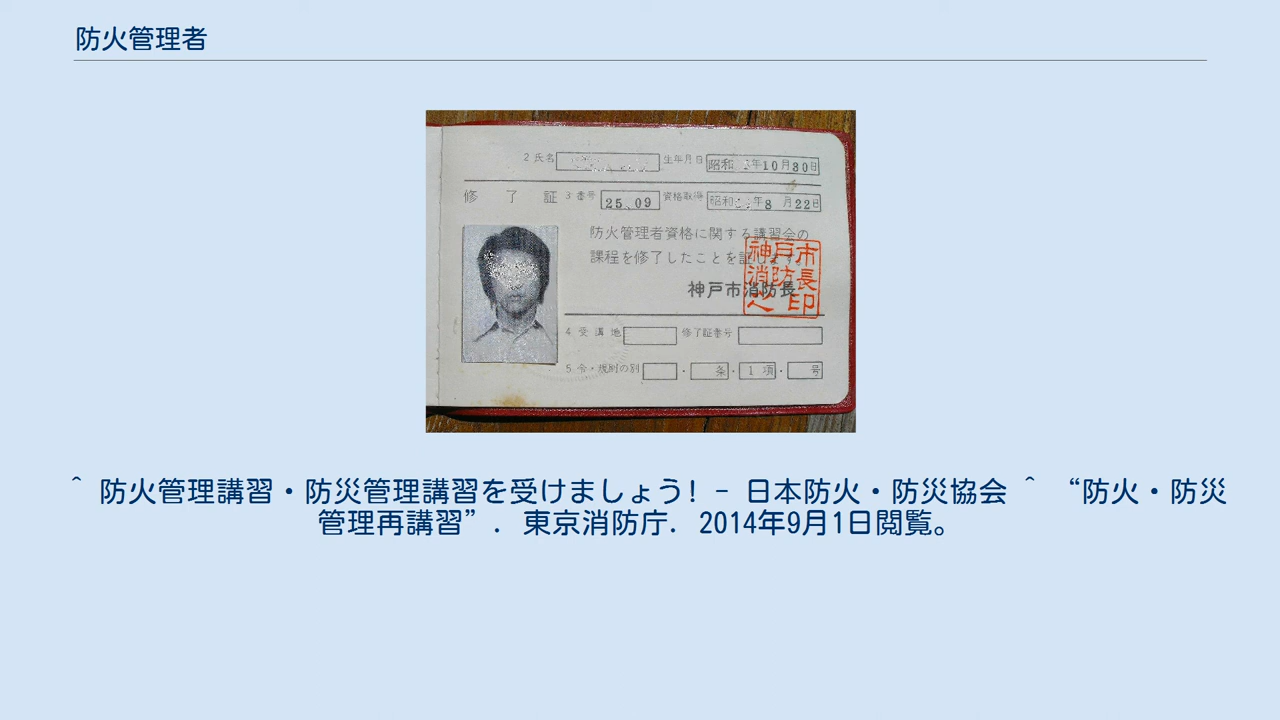 防火管理者
2 氏名 生年月日 昭和 年10月30日
修 了 証 3 番号 25.09 資格取得 昭和 年8月22日
防火管理者資格に関する講習会の
課程を修了したことを証します。
神戸市消防長
神戸市消防長之印
4 受 講 地 修了証番号
5 令・規則の別 ・ 条・1 項・ 号
^ 防火管理講習・防災管理講習を受けましょう! - 日本防火・防災協会 ^ “防火・防災
管理再講習”. 東京消防庁. 2014年9月1日閲覧。